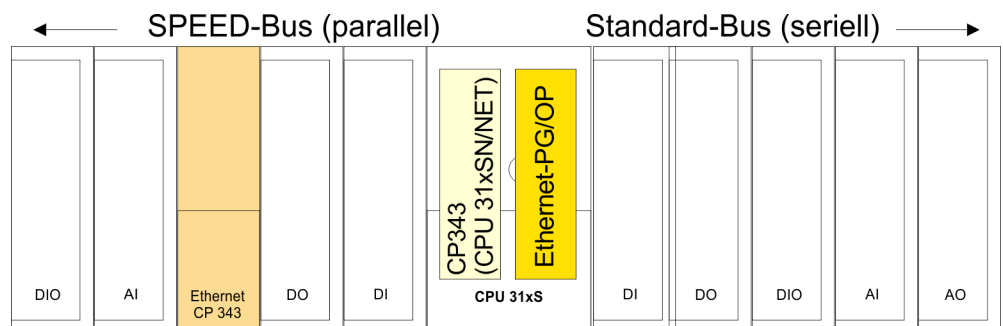 SPEED-Bus (parallel)
Standard-Bus (seriell)
CP343
(CPU 31xSN/NET)
Ethernet-PG/OP
DIO
AI
Ethernet
CP 343
DO
DI
CPU 31xS
DI
DO
DIO
AI
AO